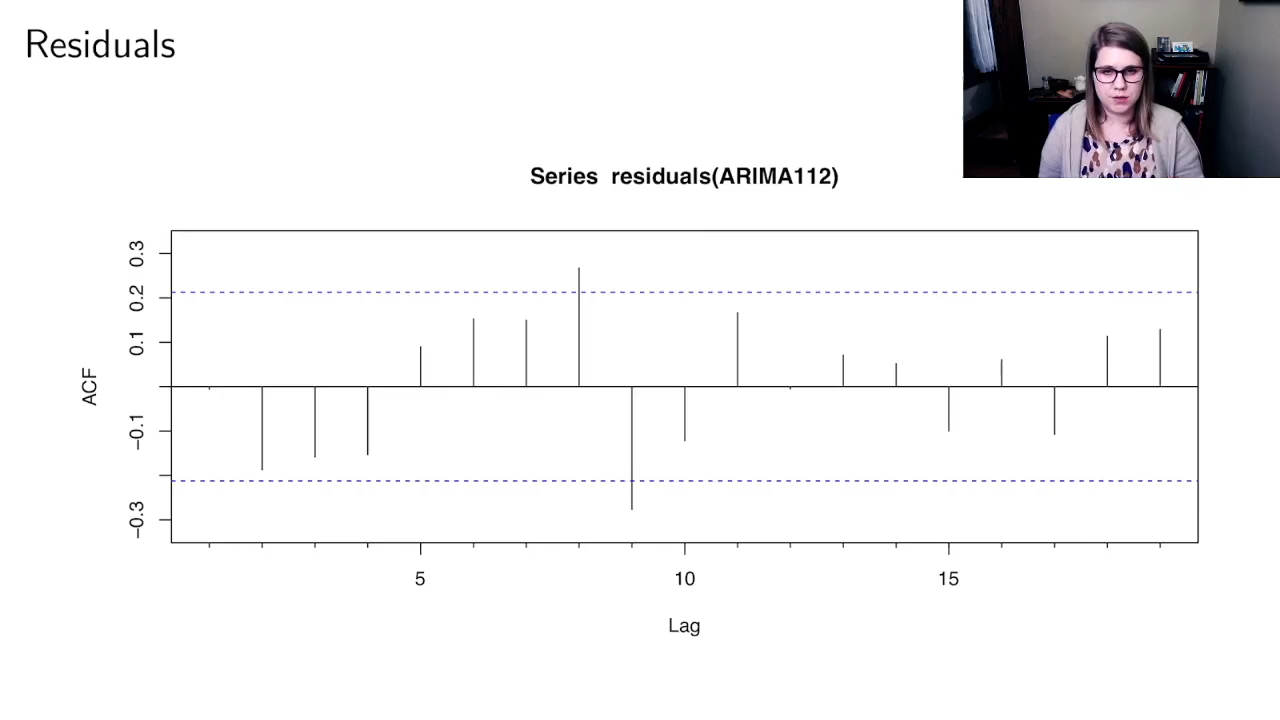 Residuals
Series residuals(ARIMA112)
0.3
0.2
0.1
−0.1
−0.3
ACF
5 10 15
Lag